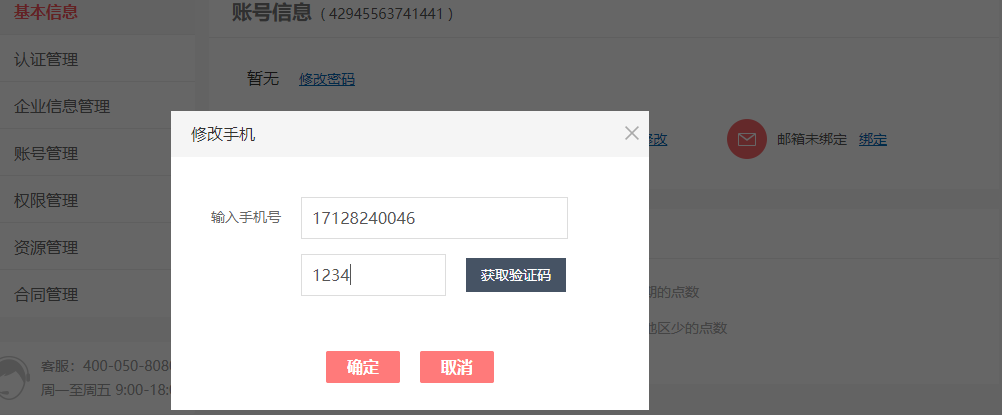 基本信息
账号信息 ( 42945563741441 )
认证管理
暂无 修改密码
企业信息管理
修改手机
修改
邮箱未绑定 绑定
账号管理
权限管理
输入手机号 17128240046
资源管理
1234 获取验证码
合同管理
期的点数
地区少的点数
客服：400-050-8080
确定 取消
周一至周五 9:00-18:0